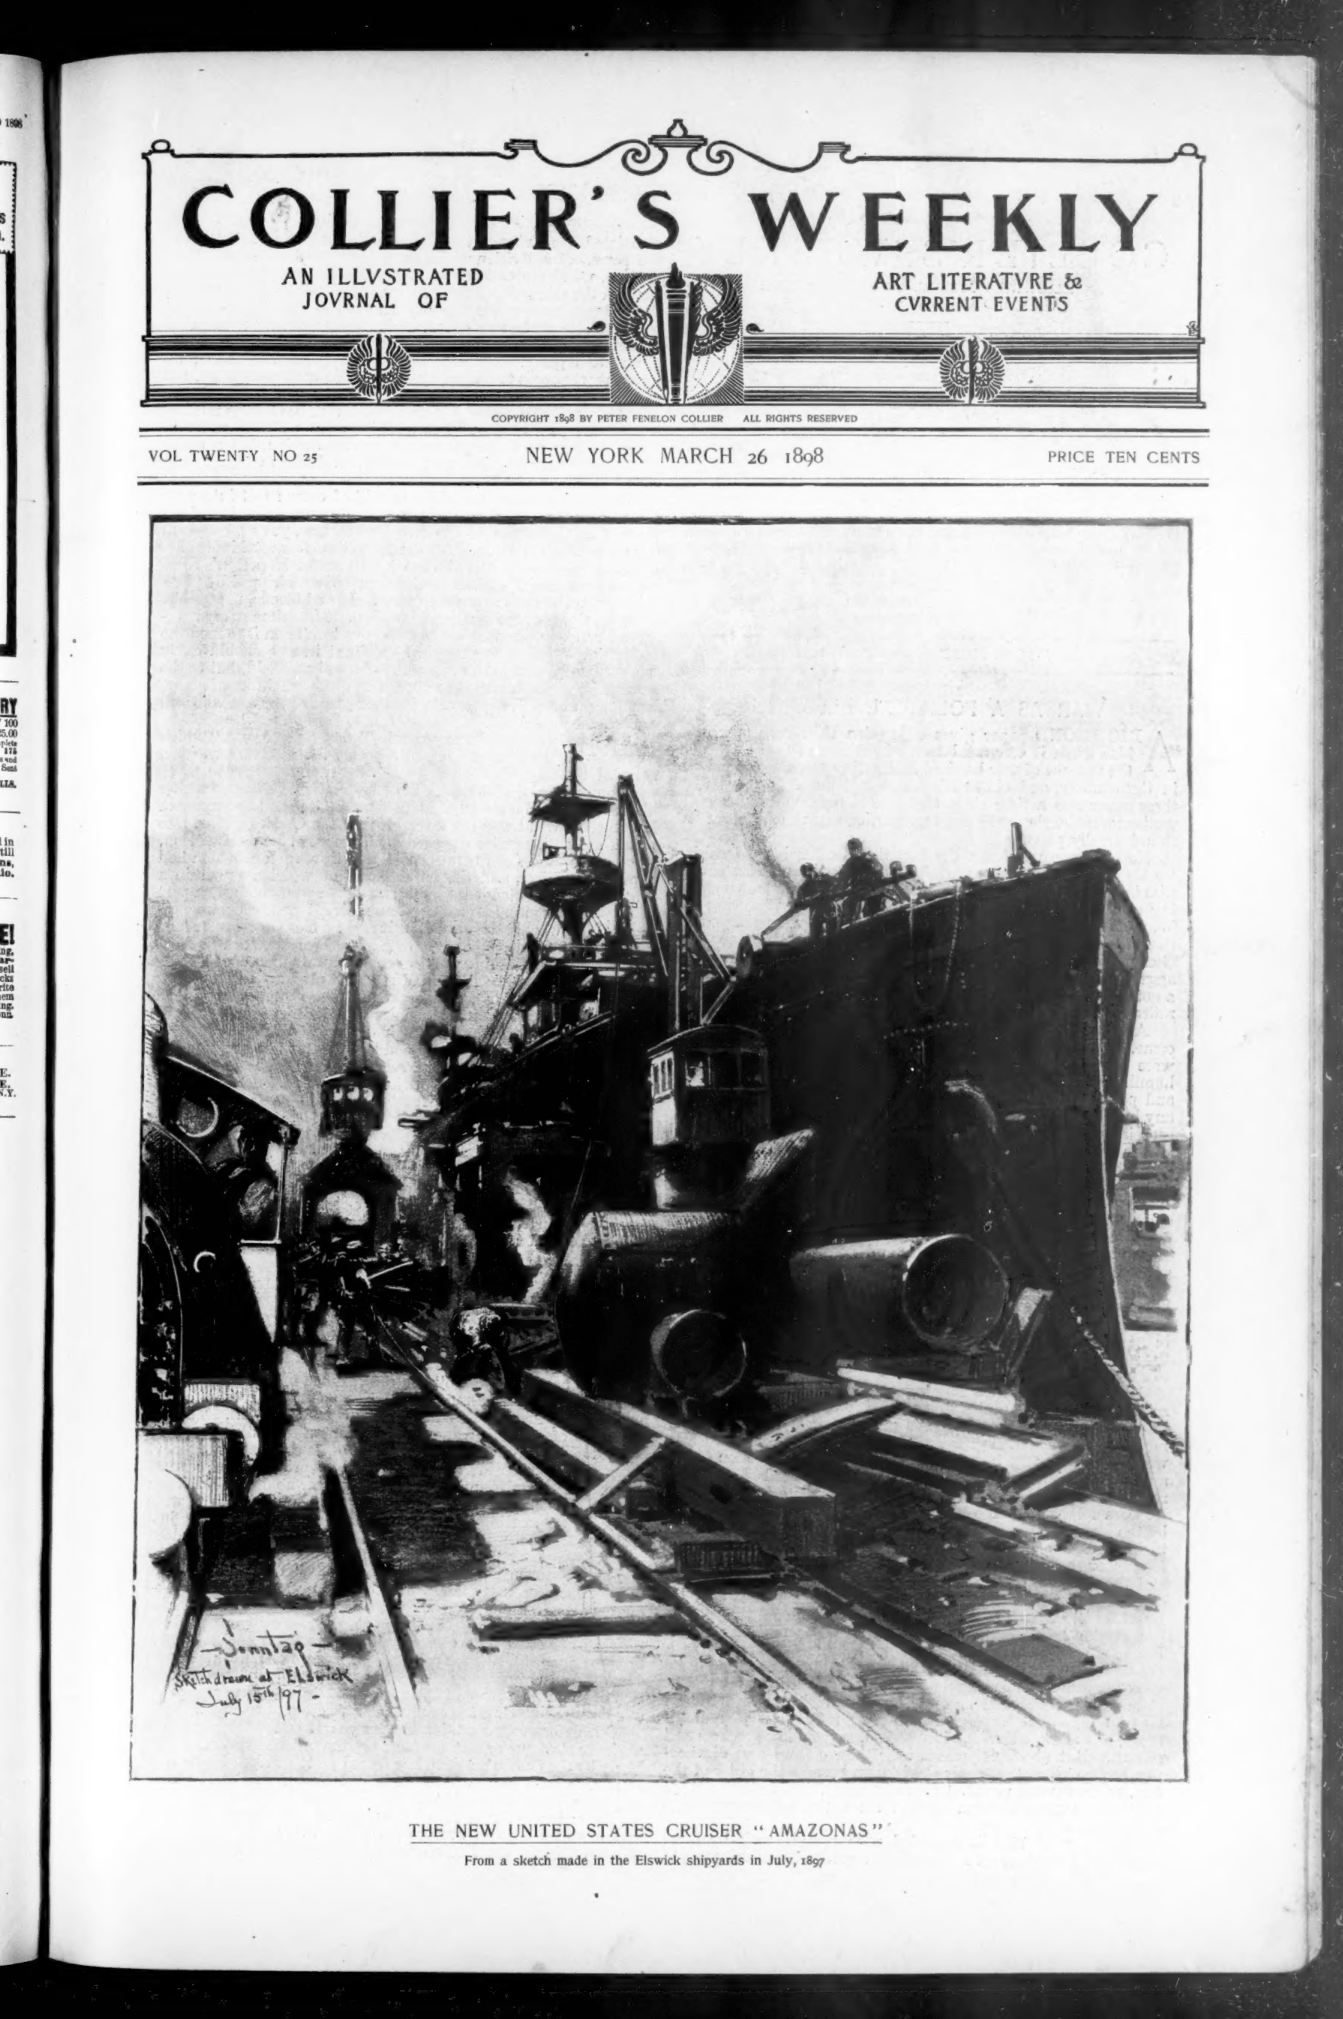 1898
COLLIER'S WEEKLY
AN ILLVSTRATED
JOVRNAL OF
ART LITERATVRE &
CVRRENT EVENTS
COPYRIGHT 1898 BY PETER FENELON COLLIER ALL RIGHTS RESERVED
VOL TWENTY NO 25
NEW YORK MARCH 26 1898
PRICE TEN CENTS
Sonntag
Sketch drawn at Elswick
July 15th/97
THE NEW UNITED STATES CRUISER "AMAZONAS"
From a sketch made in the Elswick shipyards in July, 1897